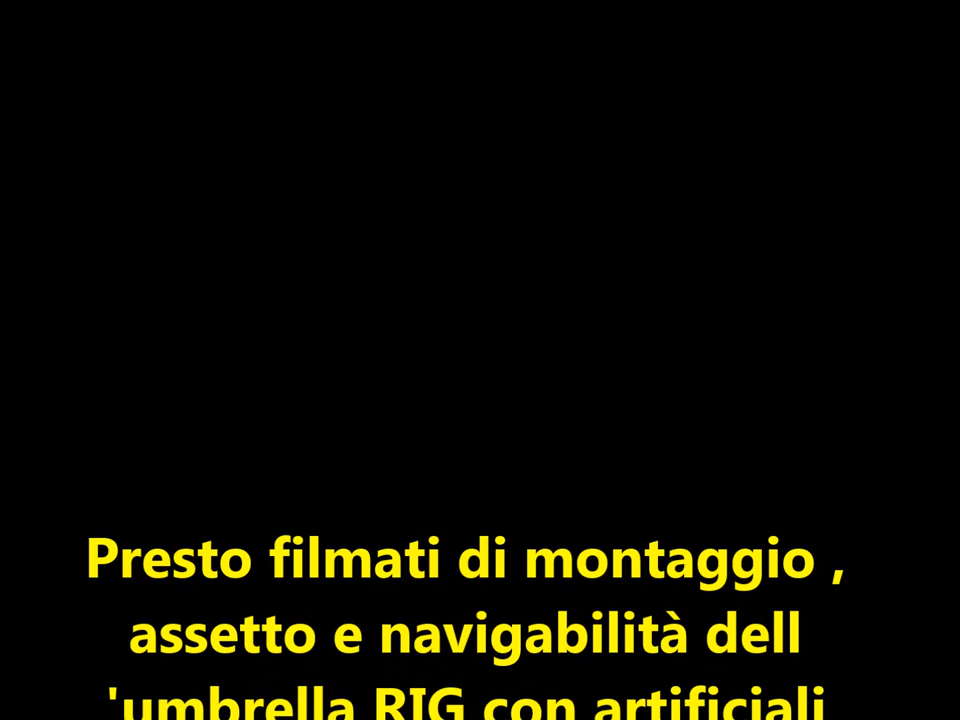 Presto filmati di montaggio ,
assetto e navigabilità dell
'umbrella RIG con artificiali